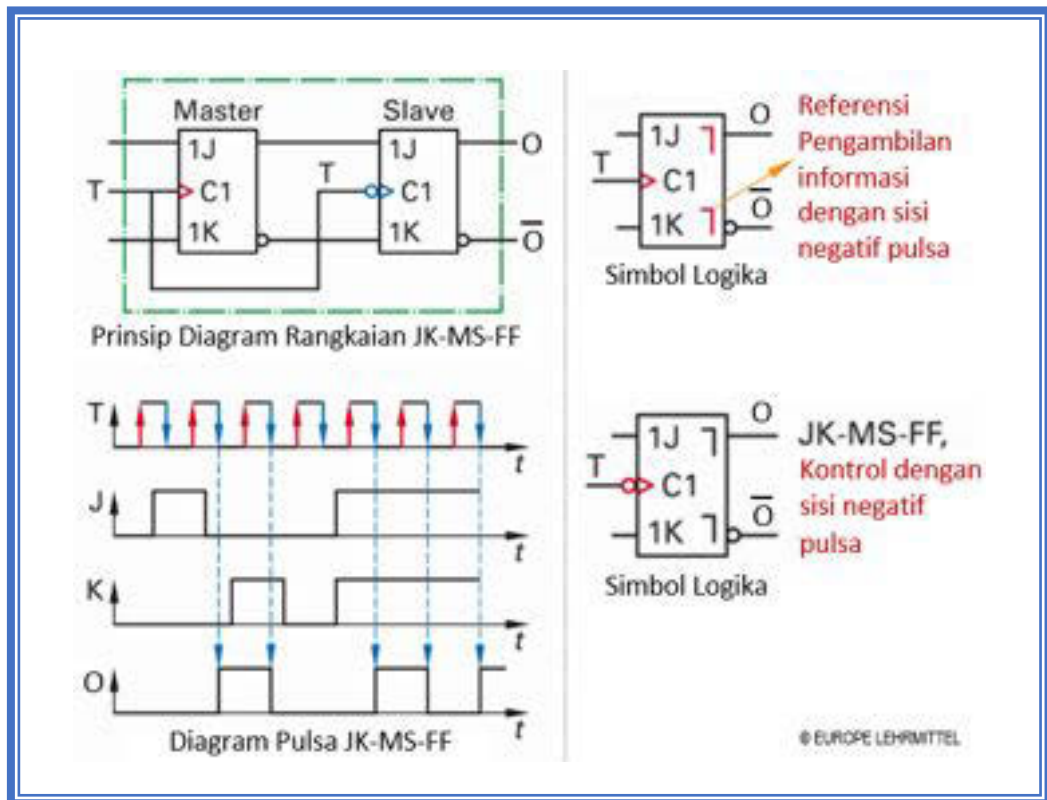 Master
Slave
1J
1J
O
T
C1
T
C1
1K
1K
O̅
Prinsip Diagram Rangkaian JK-MS-FF
T
t
J
t
K
t
O
t
Diagram Pulsa JK-MS-FF
1J
O
T
C1
1K
O̅
Simbol Logika
Referensi
Pengambilan
informasi
dengan sisi
negatif pulsa
1J
O
T
C1
1K
O̅
Simbol Logika
JK-MS-FF,
Kontrol dengan
sisi negatif
pulsa
© EUROPE LEHRMITTEL